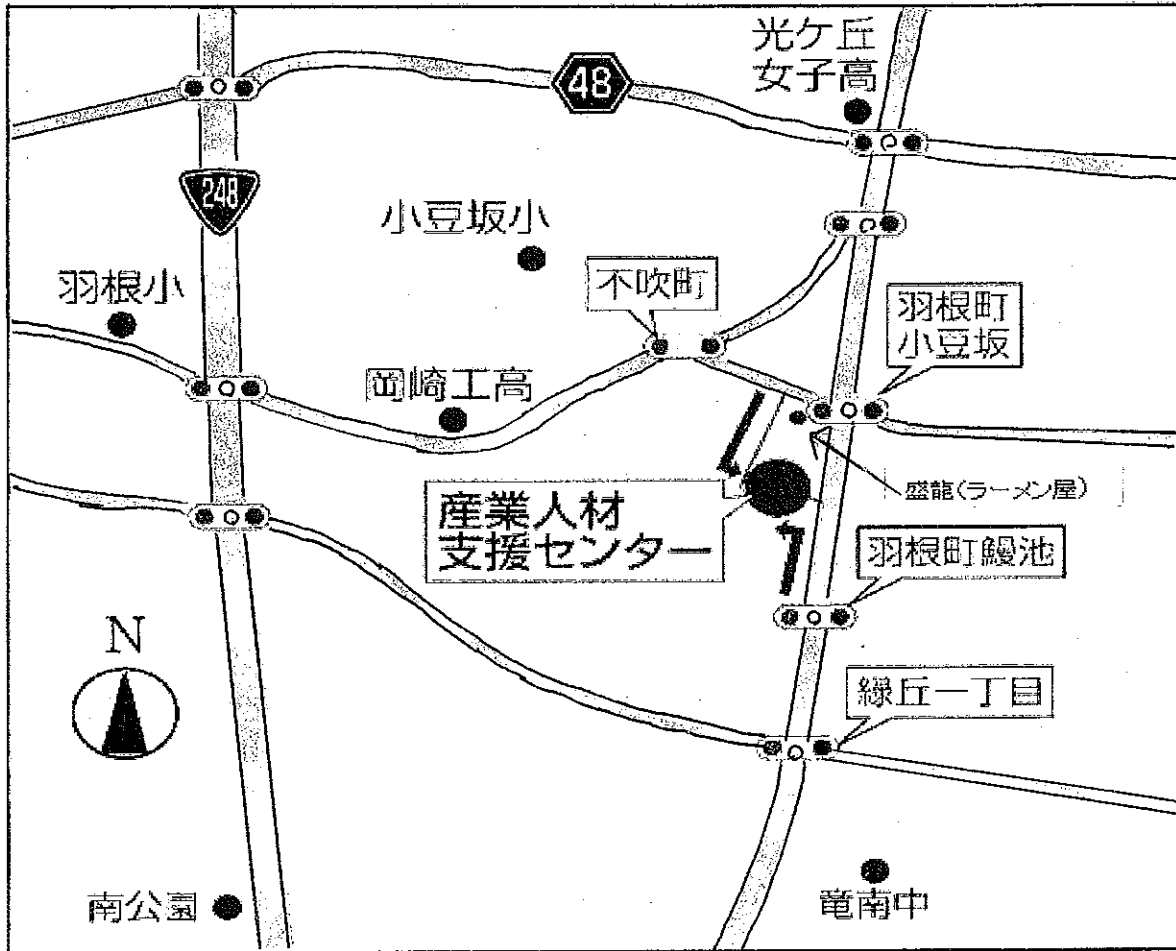 光ケ丘
女子高
48
248
小豆坂小
羽根小
不吹町
羽根町
小豆坂
岡崎工高
盛龍(ラーメン屋)
産業人材
支援センター
羽根町鰻池
N
緑丘一丁目
南公園
竜南中